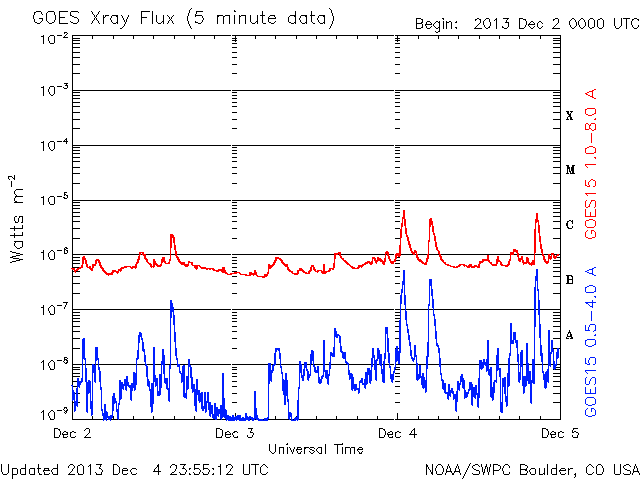 GOES Xray Flux (5 minute data)
Begin: 2013 Dec 2 0000 UTC
10⁻²
10⁻³
10⁻⁴
10⁻⁵
10⁻⁶
10⁻⁷
10⁻⁸
10⁻⁹
Watts m⁻²
X
M
C
B
A
GOES15 1.0-8.0 A
GOES15 0.5-4.0 A
Dec 2 Dec 3 Dec 4 Dec 5
Universal Time
Updated 2013 Dec 4 23:55:12 UTC
NOAA/SWPC Boulder, CO USA